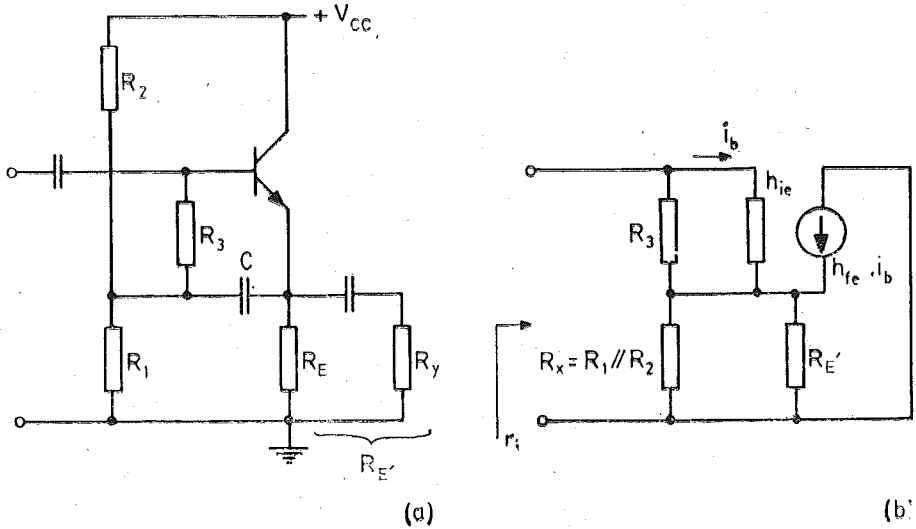 + V_CC
R_2
R_3
C
R_1
R_E
R_y
R_E'
(a)
i_b
h_ie
R_3
h_fe . i_b
R_x = R_1 // R_2
R_E'
r_i
(b'